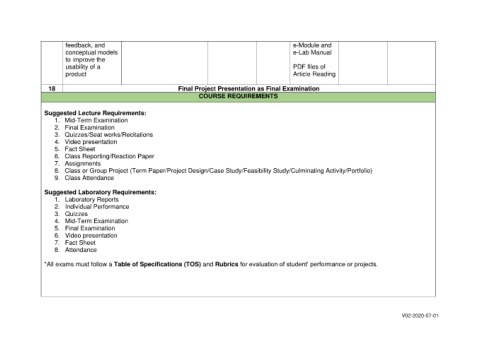 feedback, and
conceptual models
to improve the
usability of a
product
e-Module and
e-Lab Manual
PDF files of
Article Reading
18 Final Project Presentation as Final Examination
COURSE REQUIREMENTS
Suggested Lecture Requirements:
1. Mid-Term Examination
2. Final Examination
3. Quizzes/Seat works/Recitations
4. Video presentation
5. Fact Sheet
6. Class Reporting/Reaction Paper
7. Assignments
8. Class or Group Project (Term Paper/Project Design/Case Study/Feasibility Study/Culminating Activity/Portfolio)
9. Class Attendance
Suggested Laboratory Requirements:
1. Laboratory Reports
2. Individual Performance
3. Quizzes
4. Mid-Term Examination
5. Final Examination
6. Video presentation
7. Fact Sheet
8. Attendance
*All exams must follow a Table of Specifications (TOS) and Rubrics for evaluation of student' performance or projects.
V02-2020-07-01